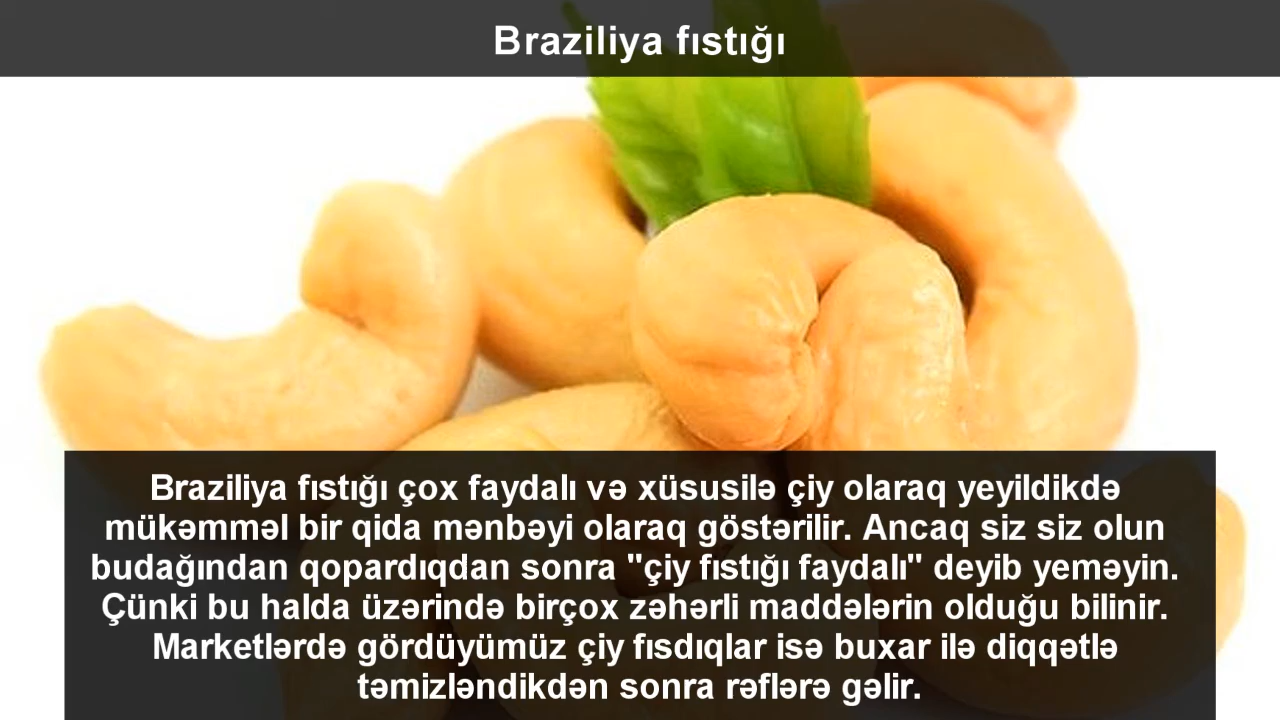 Braziliya fıstığı
Braziliya fıstığı çox faydalı və xüsusilə çiy olaraq yeyildikdə
mükəmməl bir qida mənbəyi olaraq göstərilir. Ancaq siz siz olun
budağından qopardıqdan sonra "çiy fıstığı faydalı" deyib yeməyin.
Çünki bu halda üzərində birçox zəhərli maddələrin olduğu bilinir.
Marketlərdə gördüyümüz çiy fısdıqlar isə buxar ilə diqqətlə
təmizləndikdən sonra rəflərə gəlir.